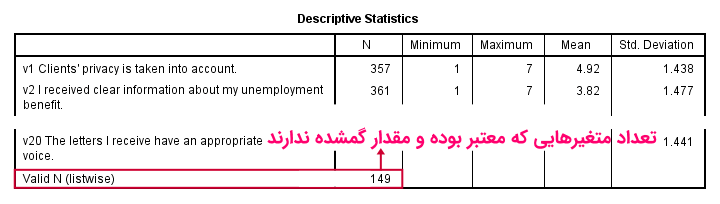 Descriptive Statistics
N Minimum Maximum Mean Std. Deviation
v1 Clients' privacy is taken into account. 357 1 7 4.92 1.438
v2 I received clear information about my unemployment benefit. 361 1 7 3.82 1.477
v20 The letters I receive have an appropriate voice. 1.441
تعداد متغیرهایی که معتبر بوده و مقدار گمشده ندارند
Valid N (listwise) 149